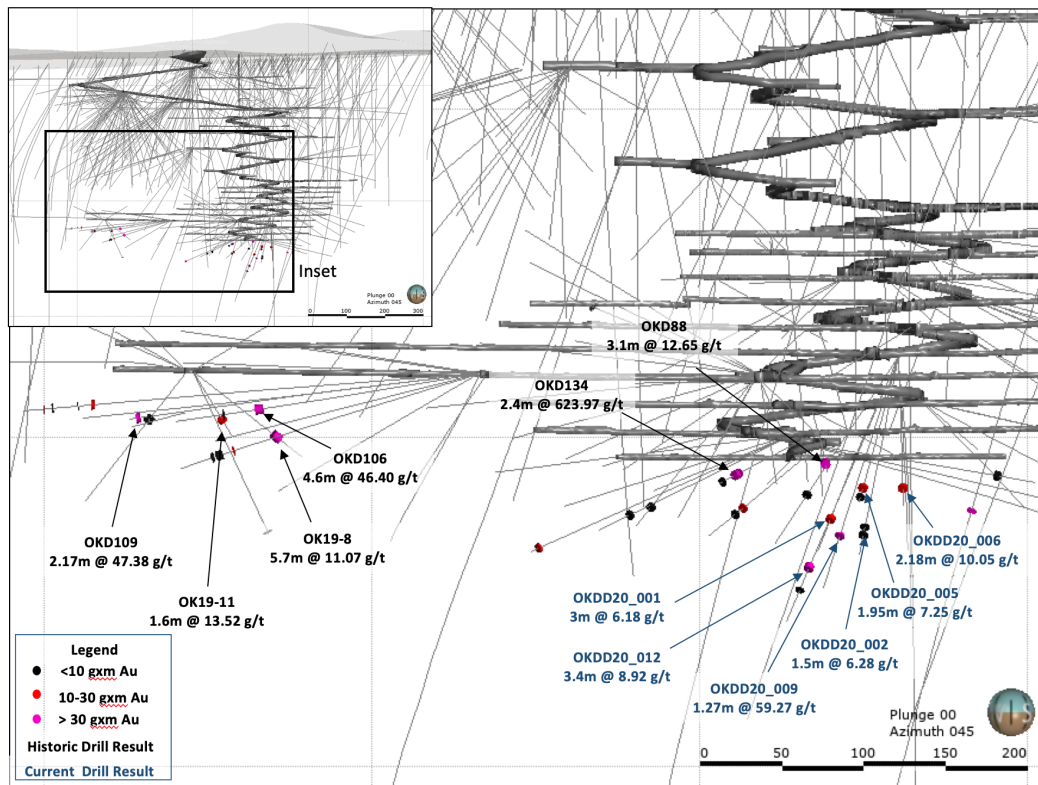 Inset
Plunge 00
Azimuth 045
0 100 200 300
OKD88
3.1m @ 12.65 g/t
OKD134
2.4m @ 623.97 g/t
OKD106
4.6m @ 46.40 g/t
OKD109
2.17m @ 47.38 g/t
OK19-8
5.7m @ 11.07 g/t
OK19-11
1.6m @ 13.52 g/t
OKDD20_006
2.18m @ 10.05 g/t
OKDD20_001
3m @ 6.18 g/t
OKDD20_005
1.95m @ 7.25 g/t
OKDD20_002
1.5m @ 6.28 g/t
OKDD20_012
3.4m @ 8.92 g/t
OKDD20_009
1.27m @ 59.27 g/t
Legend
<10 gxm Au
10-30 gxm Au
> 30 gxm Au
Historic Drill Result
Current Drill Result
Plunge 00
Azimuth 045
0 50 100 150 200